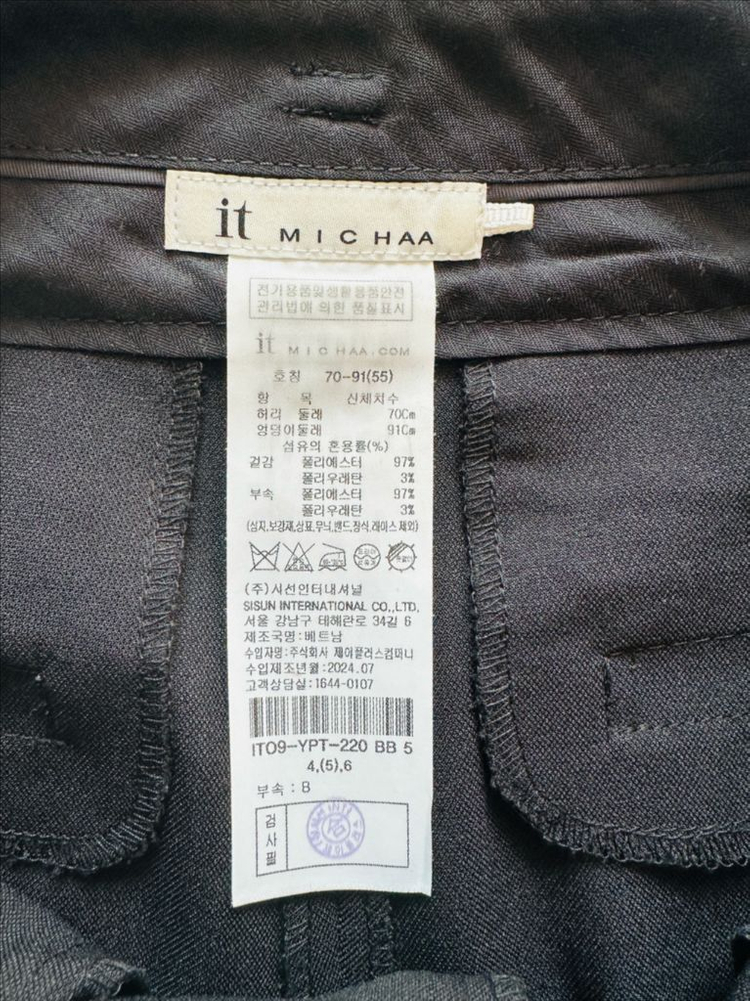 it MICHAA
전기용품및생활용품안전
관리법에 의한 품질표시
it MICHAA.COM
호칭 70-91(55)
항 목 신체치수
허리 둘레 70Cm
엉덩이둘레 91Cm
섬유의 혼용률(%)
겉감 폴리에스터 97%
폴리우레탄 3%
부속 폴리에스터 97%
폴리우레탄 3%
(심지,보강재,상표,무늬,밴드,장식,레이스 제외)
(주)시선인터내셔널
SISUN INTERNATIONAL CO.,LTD.
서울 강남구 테헤란로 34길 6
제조국명:베트남
수입자명:주식회사 제이플러스컴퍼니
수입제조년월:2024.07
고객상담실:1644-0107
IT09-YPT-220 BB 5
4,(5),6
부속 : B
검사필